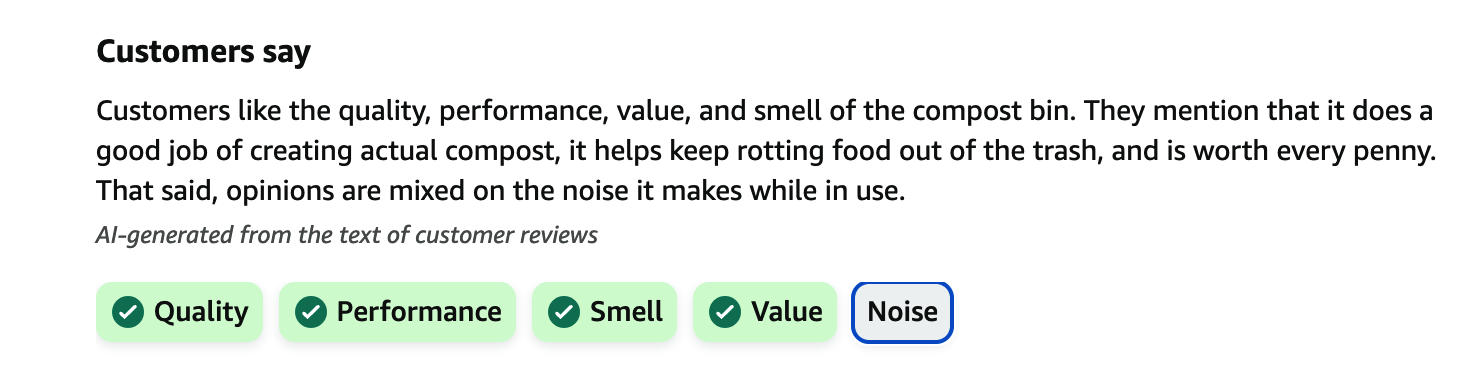 Customers say
Customers like the quality, performance, value, and smell of the compost bin. They mention that it does a
good job of creating actual compost, it helps keep rotting food out of the trash, and is worth every penny.
That said, opinions are mixed on the noise it makes while in use.
AI-generated from the text of customer reviews
Quality Performance Smell Value Noise